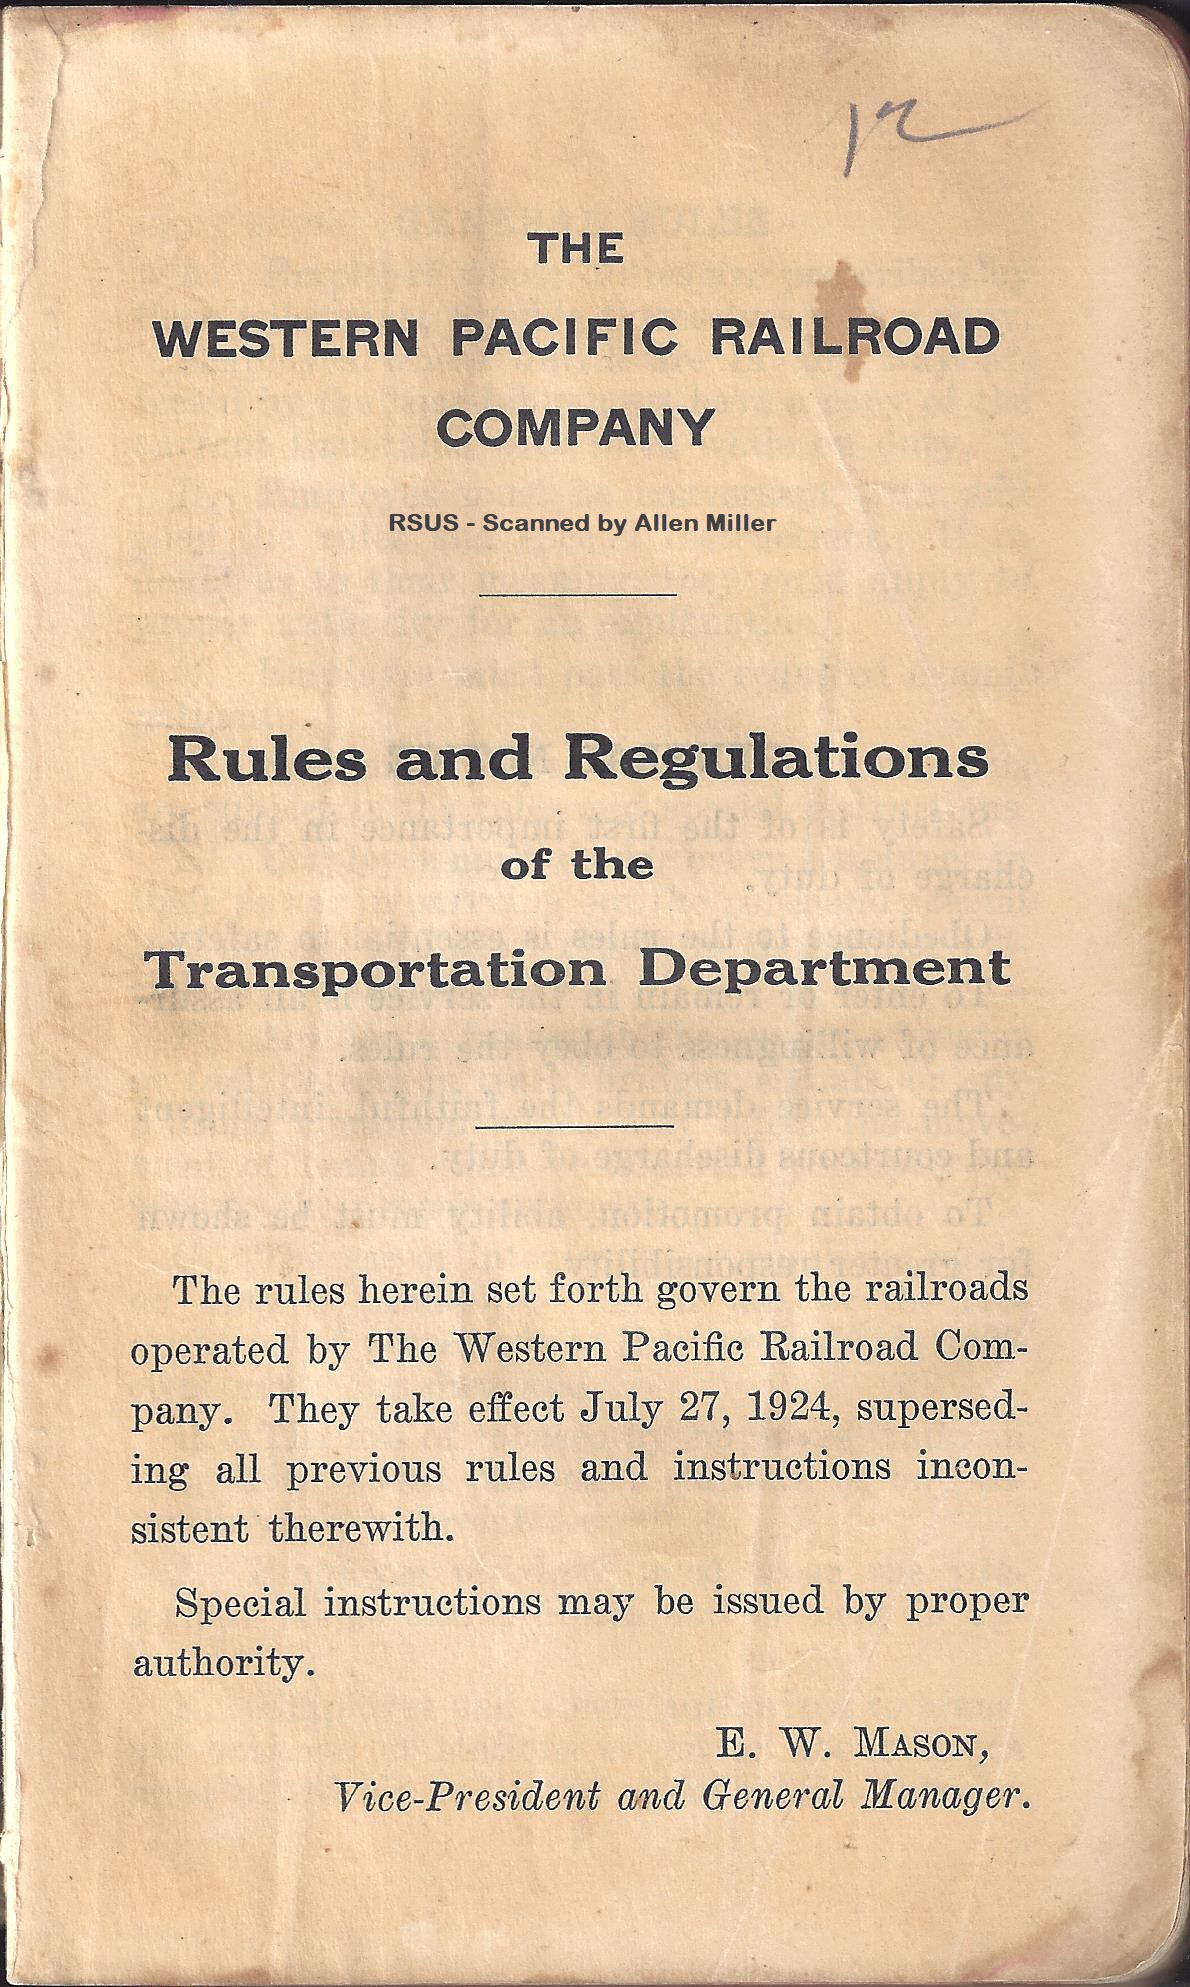 12
THE
WESTERN PACIFIC RAILROAD
COMPANY
RSUS - Scanned by Allen Miller
Rules and Regulations
of the
Transportation Department
The rules herein set forth govern the railroads
operated by The Western Pacific Railroad Com-
pany. They take effect July 27, 1924, supersed-
ing all previous rules and instructions incon-
sistent therewith.
Special instructions may be issued by proper
authority.
E. W. MASON,
Vice-President and General Manager.